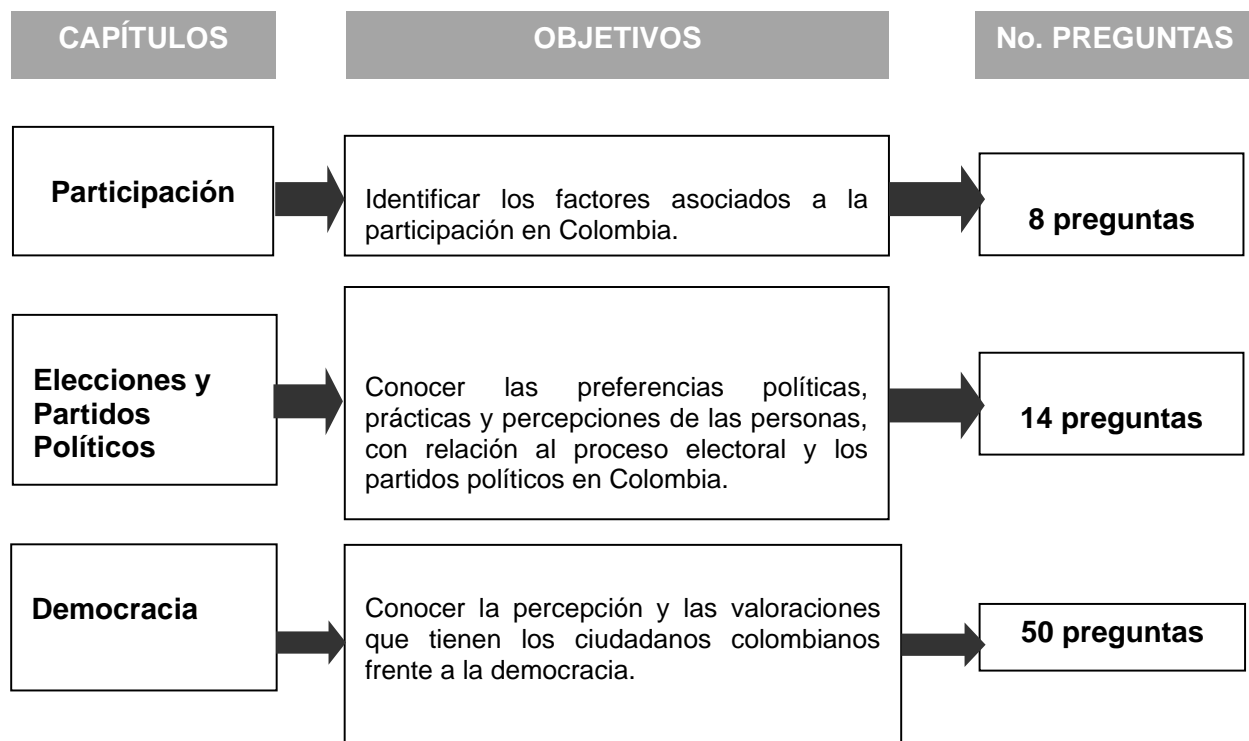 CAPÍTULOS
OBJETIVOS
No. PREGUNTAS
Participación
Identificar los factores asociados a la
participación en Colombia.
8 preguntas
Elecciones y
Partidos
Políticos
Conocer las preferencias políticas,
prácticas y percepciones de las personas,
con relación al proceso electoral y los
partidos políticos en Colombia.
14 preguntas
Democracia
Conocer la percepción y las valoraciones
que tienen los ciudadanos colombianos
frente a la democracia.
50 preguntas